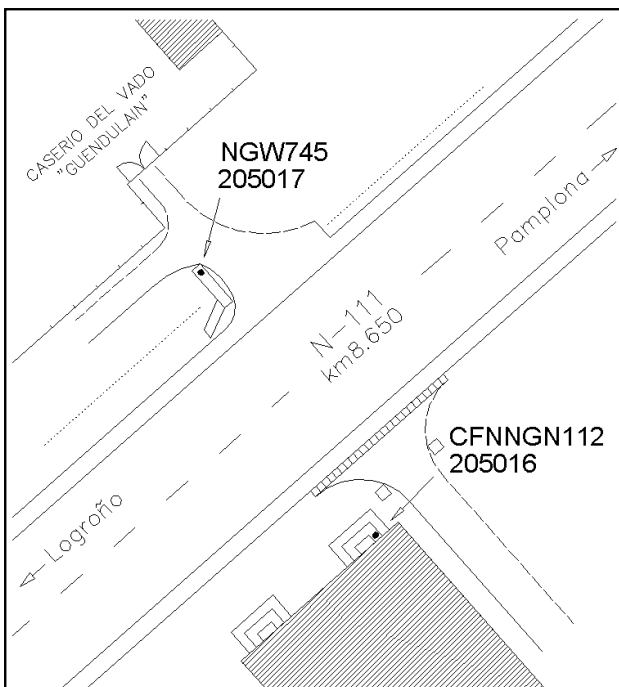 CASERIO DEL VADO
"GUENDULAIN"
NGW745
205017
Pamplona
N-111
km8.650
CFNNGN112
205016
Logroño